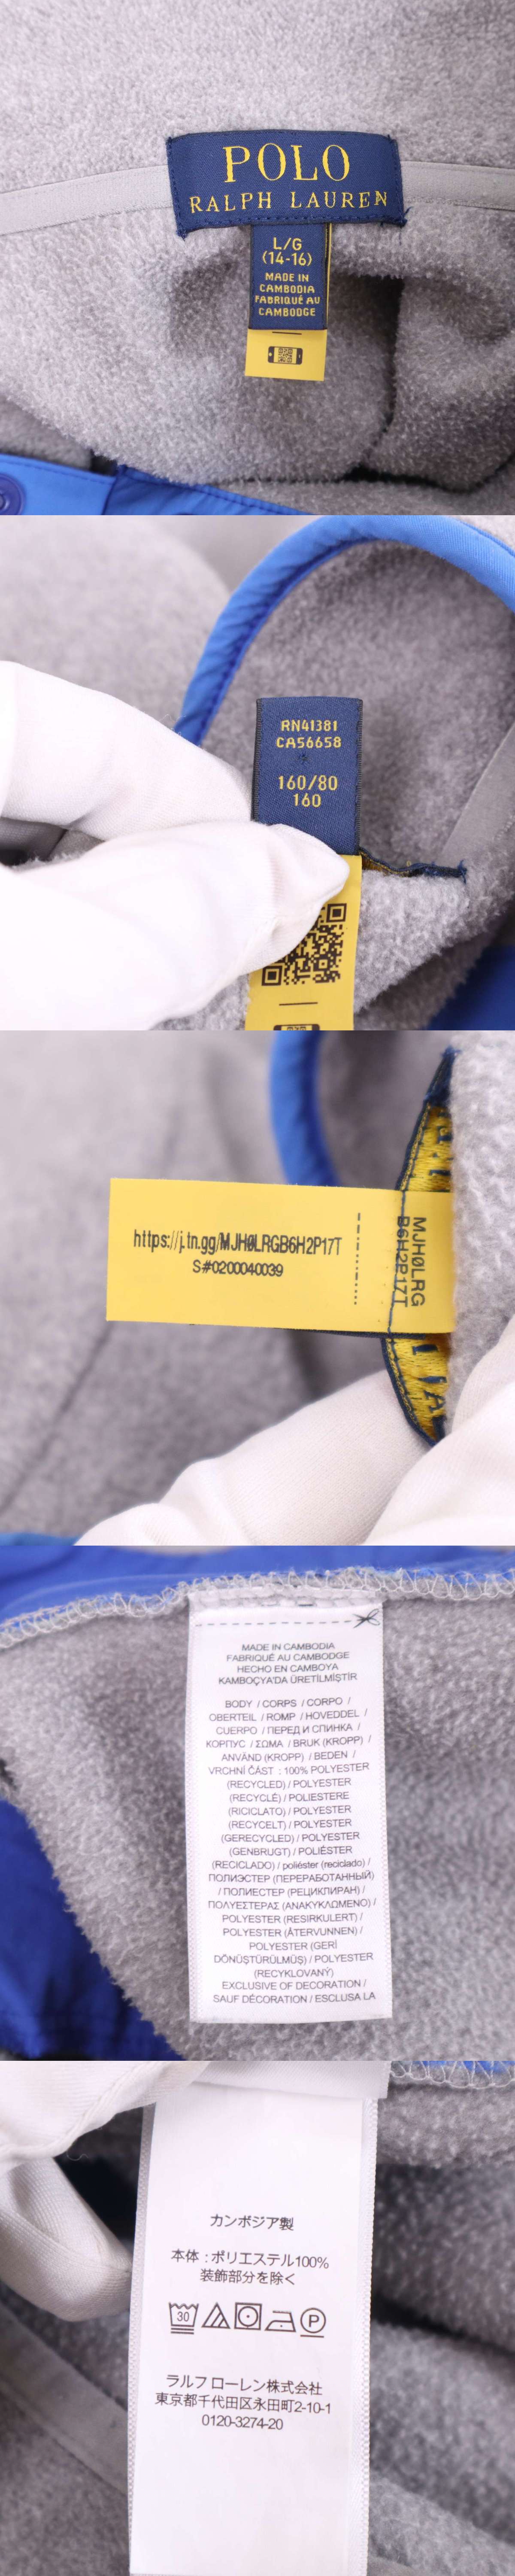 POLO
RALPH LAUREN
L/G
(14-16)
MADE IN
CAMBODIA
FABRIQUÉ AU
CAMBODGE
RN41381
CA56658
160/80
160
https://j.tn.gg/MJHØLRGB6H2P17T
S#0200040039
MJHØLRG
B6H2P17T
MADE IN CAMBODIA
FABRIQUÉ AU CAMBODGE
HECHO EN CAMBOYA
KAMBOÇYA'DA ÜRETİLMİŞTİR
BODY / CORPS / CORPO /
OBERTEIL / ROMP / HOVEDDEL /
CUERPO / ПЕРЕД И СПИНКА /
КОРПУС / ΣΩΜΑ / BRUK (KROPP) /
ANVÄND (KROPP) / BEDEN /
VRCHNÍ ČÁST : 100% POLYESTER
(RECYCLED) / POLYESTER
(RECYCLÉ) / POLIESTERE
(RICICLATO) / POLYESTER
(RECYCELT) / POLYESTER
(GERECYCLED) / POLYESTER
(GENBRUGT) / POLIÉSTER
(RECICLADO) / poliéster (reciclado) /
ПОЛИЭСТЕР (ПЕРЕРАБОТАННЫЙ)
/ ПОЛИЕСТЕР (РЕЦИКЛИРАН) /
ΠΟΛΥΕΣΤΕΡΑΣ (ΑΝΑΚΥΚΛΩΜΕΝΟ) /
POLYESTER (RESIRKULERT) /
POLYESTER (ÅTERVUNNEN) /
POLYESTER (GERİ
DÖNÜŞTÜRÜLMÜŞ) / POLYESTER
(RECYKLOVANÝ)
EXCLUSIVE OF DECORATION /
SAUF DÉCORATION / ESCLUSA LA
カンボジア製
本体 : ポリエステル100%
装飾部分を除く
30 P
ラルフ ローレン株式会社
東京都千代田区永田町2-10-1
0120-3274-20